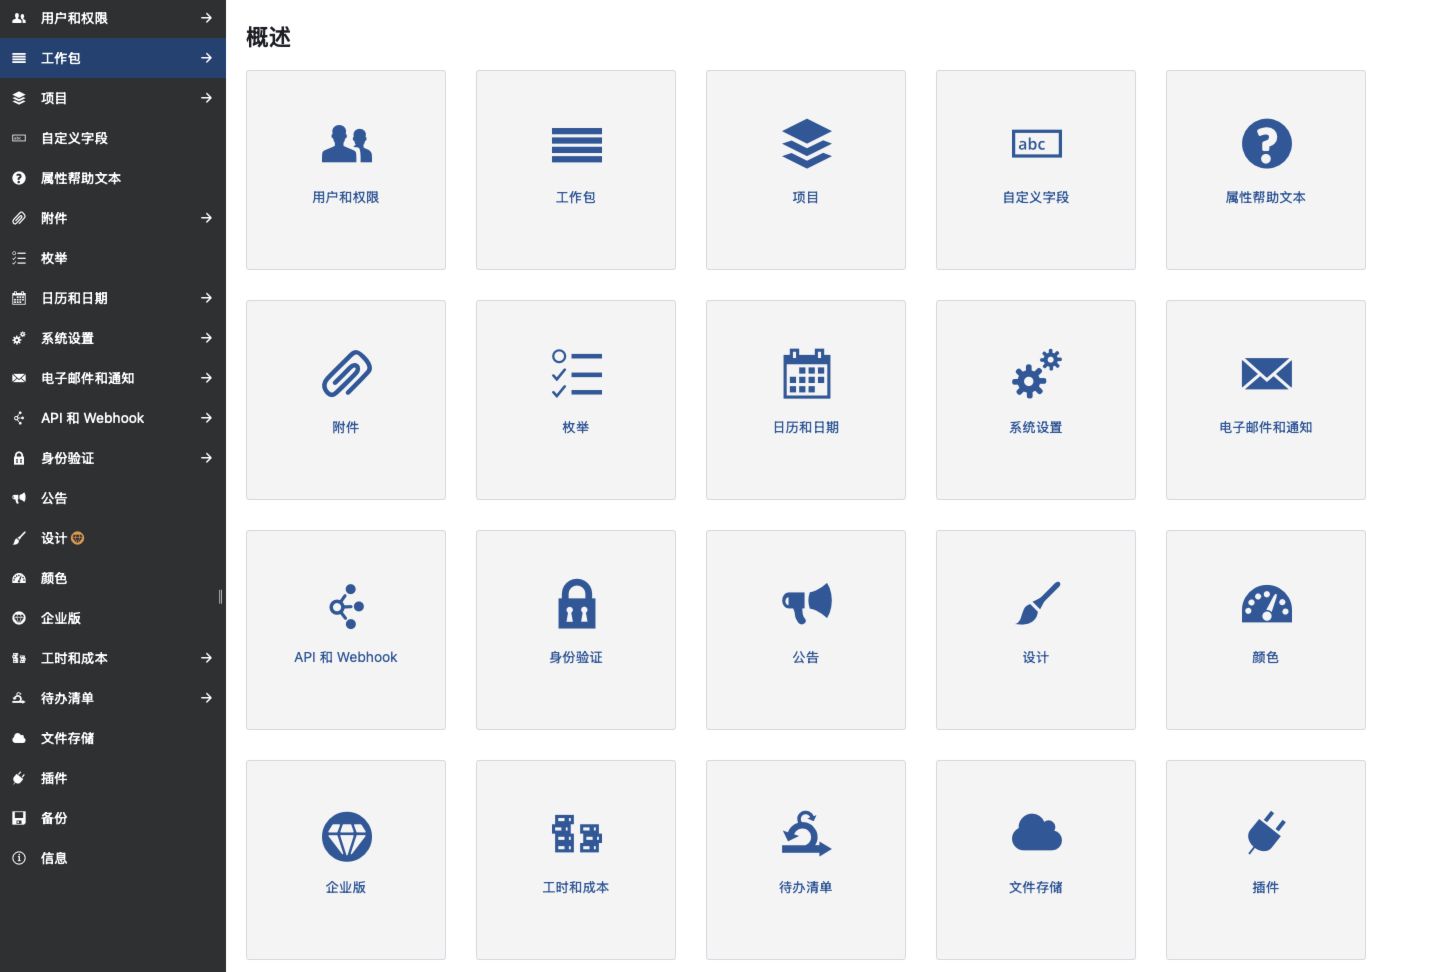 用户和权限
工作包
项目
自定义字段
属性帮助文本
附件
枚举
日历和日期
系统设置
电子邮件和通知
API 和 Webhook
身份验证
公告
设计
颜色
企业版
工时和成本
待办清单
文件存储
插件
备份
信息
概述
用户和权限
工作包
项目
abc
自定义字段
属性帮助文本
附件
枚举
日历和日期
系统设置
电子邮件和通知
API 和 Webhook
身份验证
公告
设计
颜色
企业版
工时和成本
待办清单
文件存储
插件